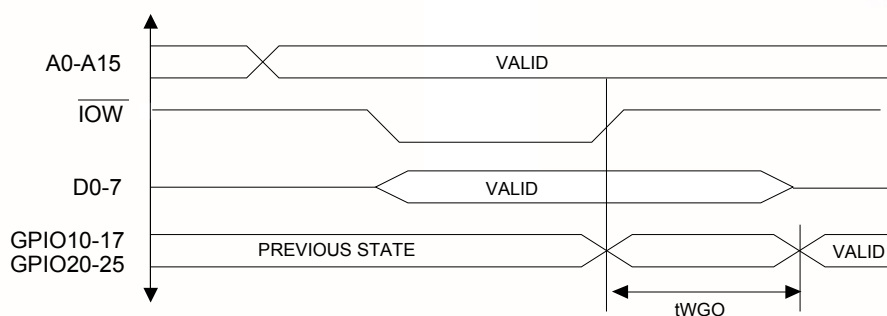 A0-A15
VALID
IOW
D0-7
VALID
GPIO10-17
GPIO20-25
PREVIOUS STATE
VALID
tWGO